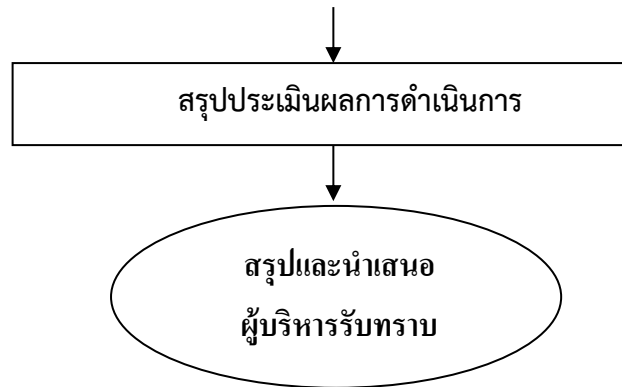 สรุปประเมินผลการดำเนินการ
สรุปและนำเสนอ
ผู้บริหารรับทราบ